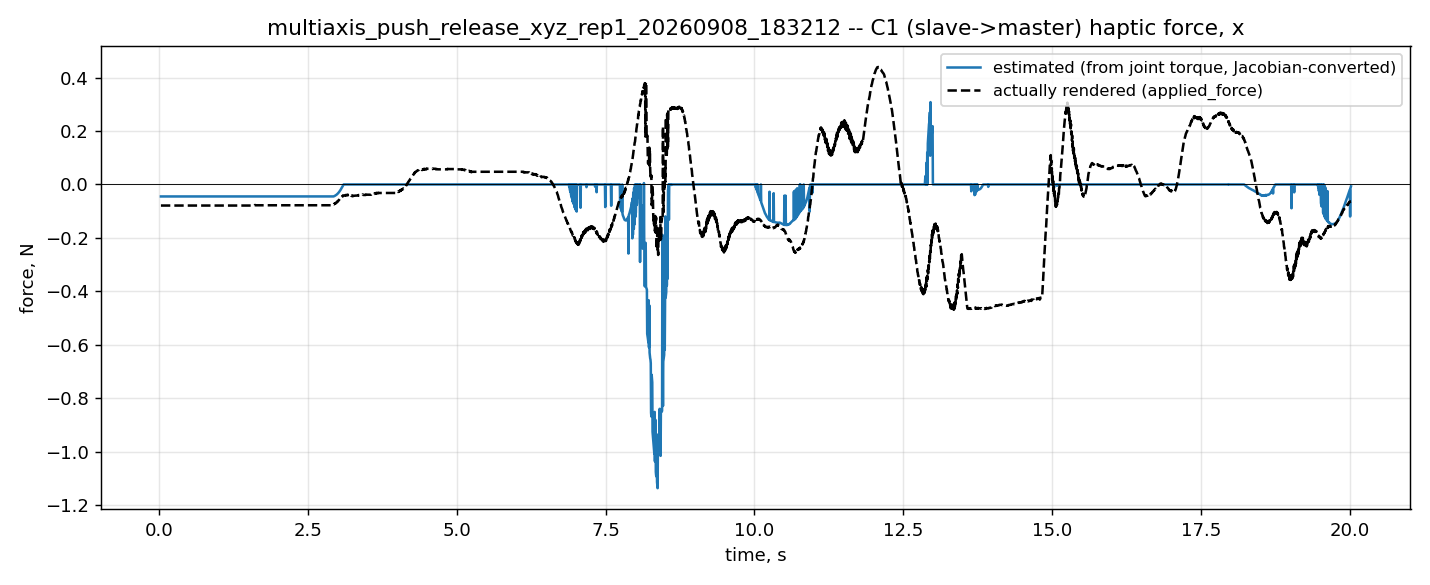 multiaxis_push_release_xyz_rep1_20260908_183212 -- C1 (slave->master) haptic force, x
estimated (from joint torque, Jacobian-converted)
actually rendered (applied_force)
force, N
0.4
0.2
0.0
−0.2
−0.4
−0.6
−0.8
−1.0
−1.2
0.0 2.5 5.0 7.5 10.0 12.5 15.0 17.5 20.0
time, s